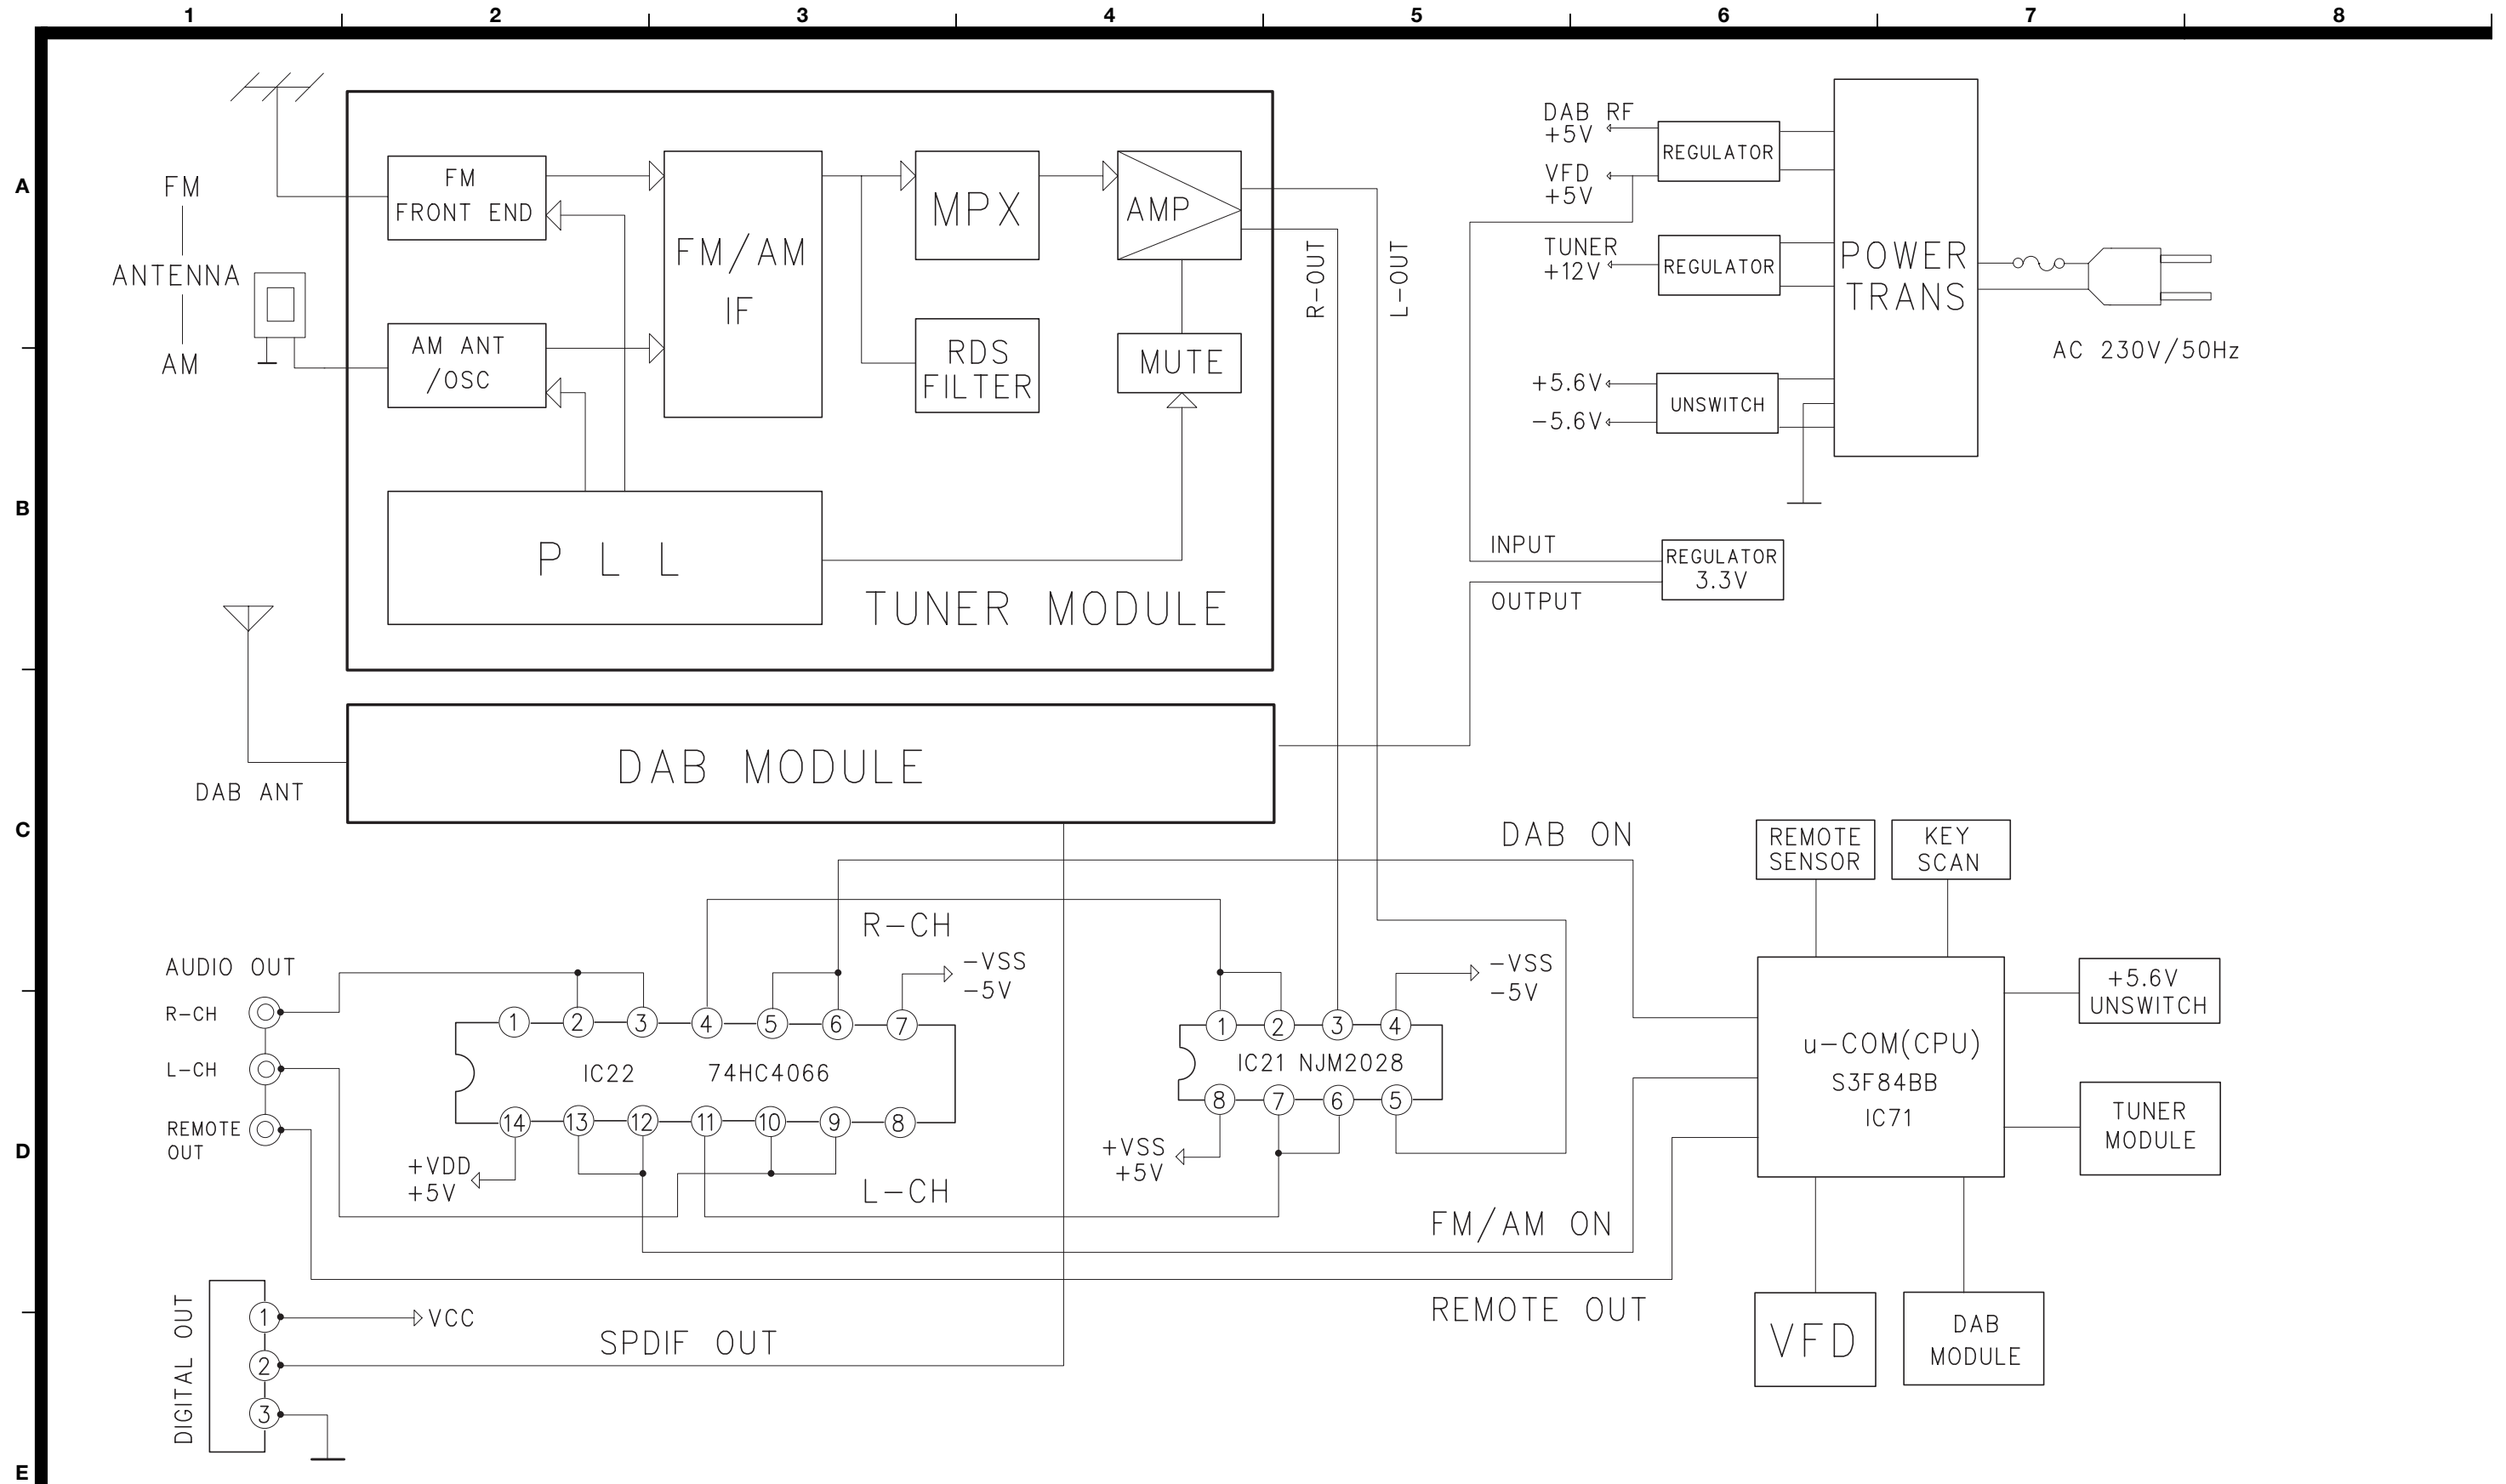 1 2 3 4 5 6 7 8
A
B
C
D
E
FM
ANTENNA
AM
FM
FRONT END
AM ANT
/OSC
FM/AM
IF
MPX
RDS
FILTER
AMP
MUTE
P L L
TUNER MODULE
R-OUT
L-OUT
DAB RF
+5V
VFD
+5V
REGULATOR
TUNER
+12V
REGULATOR
+5.6V
-5.6V
UNSWITCH
POWER
TRANS
AC 230V/50Hz
INPUT
OUTPUT
REGULATOR
3.3V
DAB ANT
DAB MODULE
DAB ON
R-CH
-VSS
-5V
-VSS
-5V
AUDIO OUT
R-CH
L-CH
REMOTE
OUT
1 2 3 4 5 6 7
IC22 74HC4066
14 13 12 11 10 9 8
+VDD
+5V
L-CH
1 2 3 4
IC21 NJM2028
8 7 6 5
+VSS
+5V
FM/AM ON
REMOTE OUT
REMOTE
SENSOR
KEY
SCAN
u-COM(CPU)
S3F84BB
IC71
+5.6V
UNSWITCH
TUNER
MODULE
VFD
DAB
MODULE
DIGITAL OUT
1
2
3
VCC
SPDIF OUT